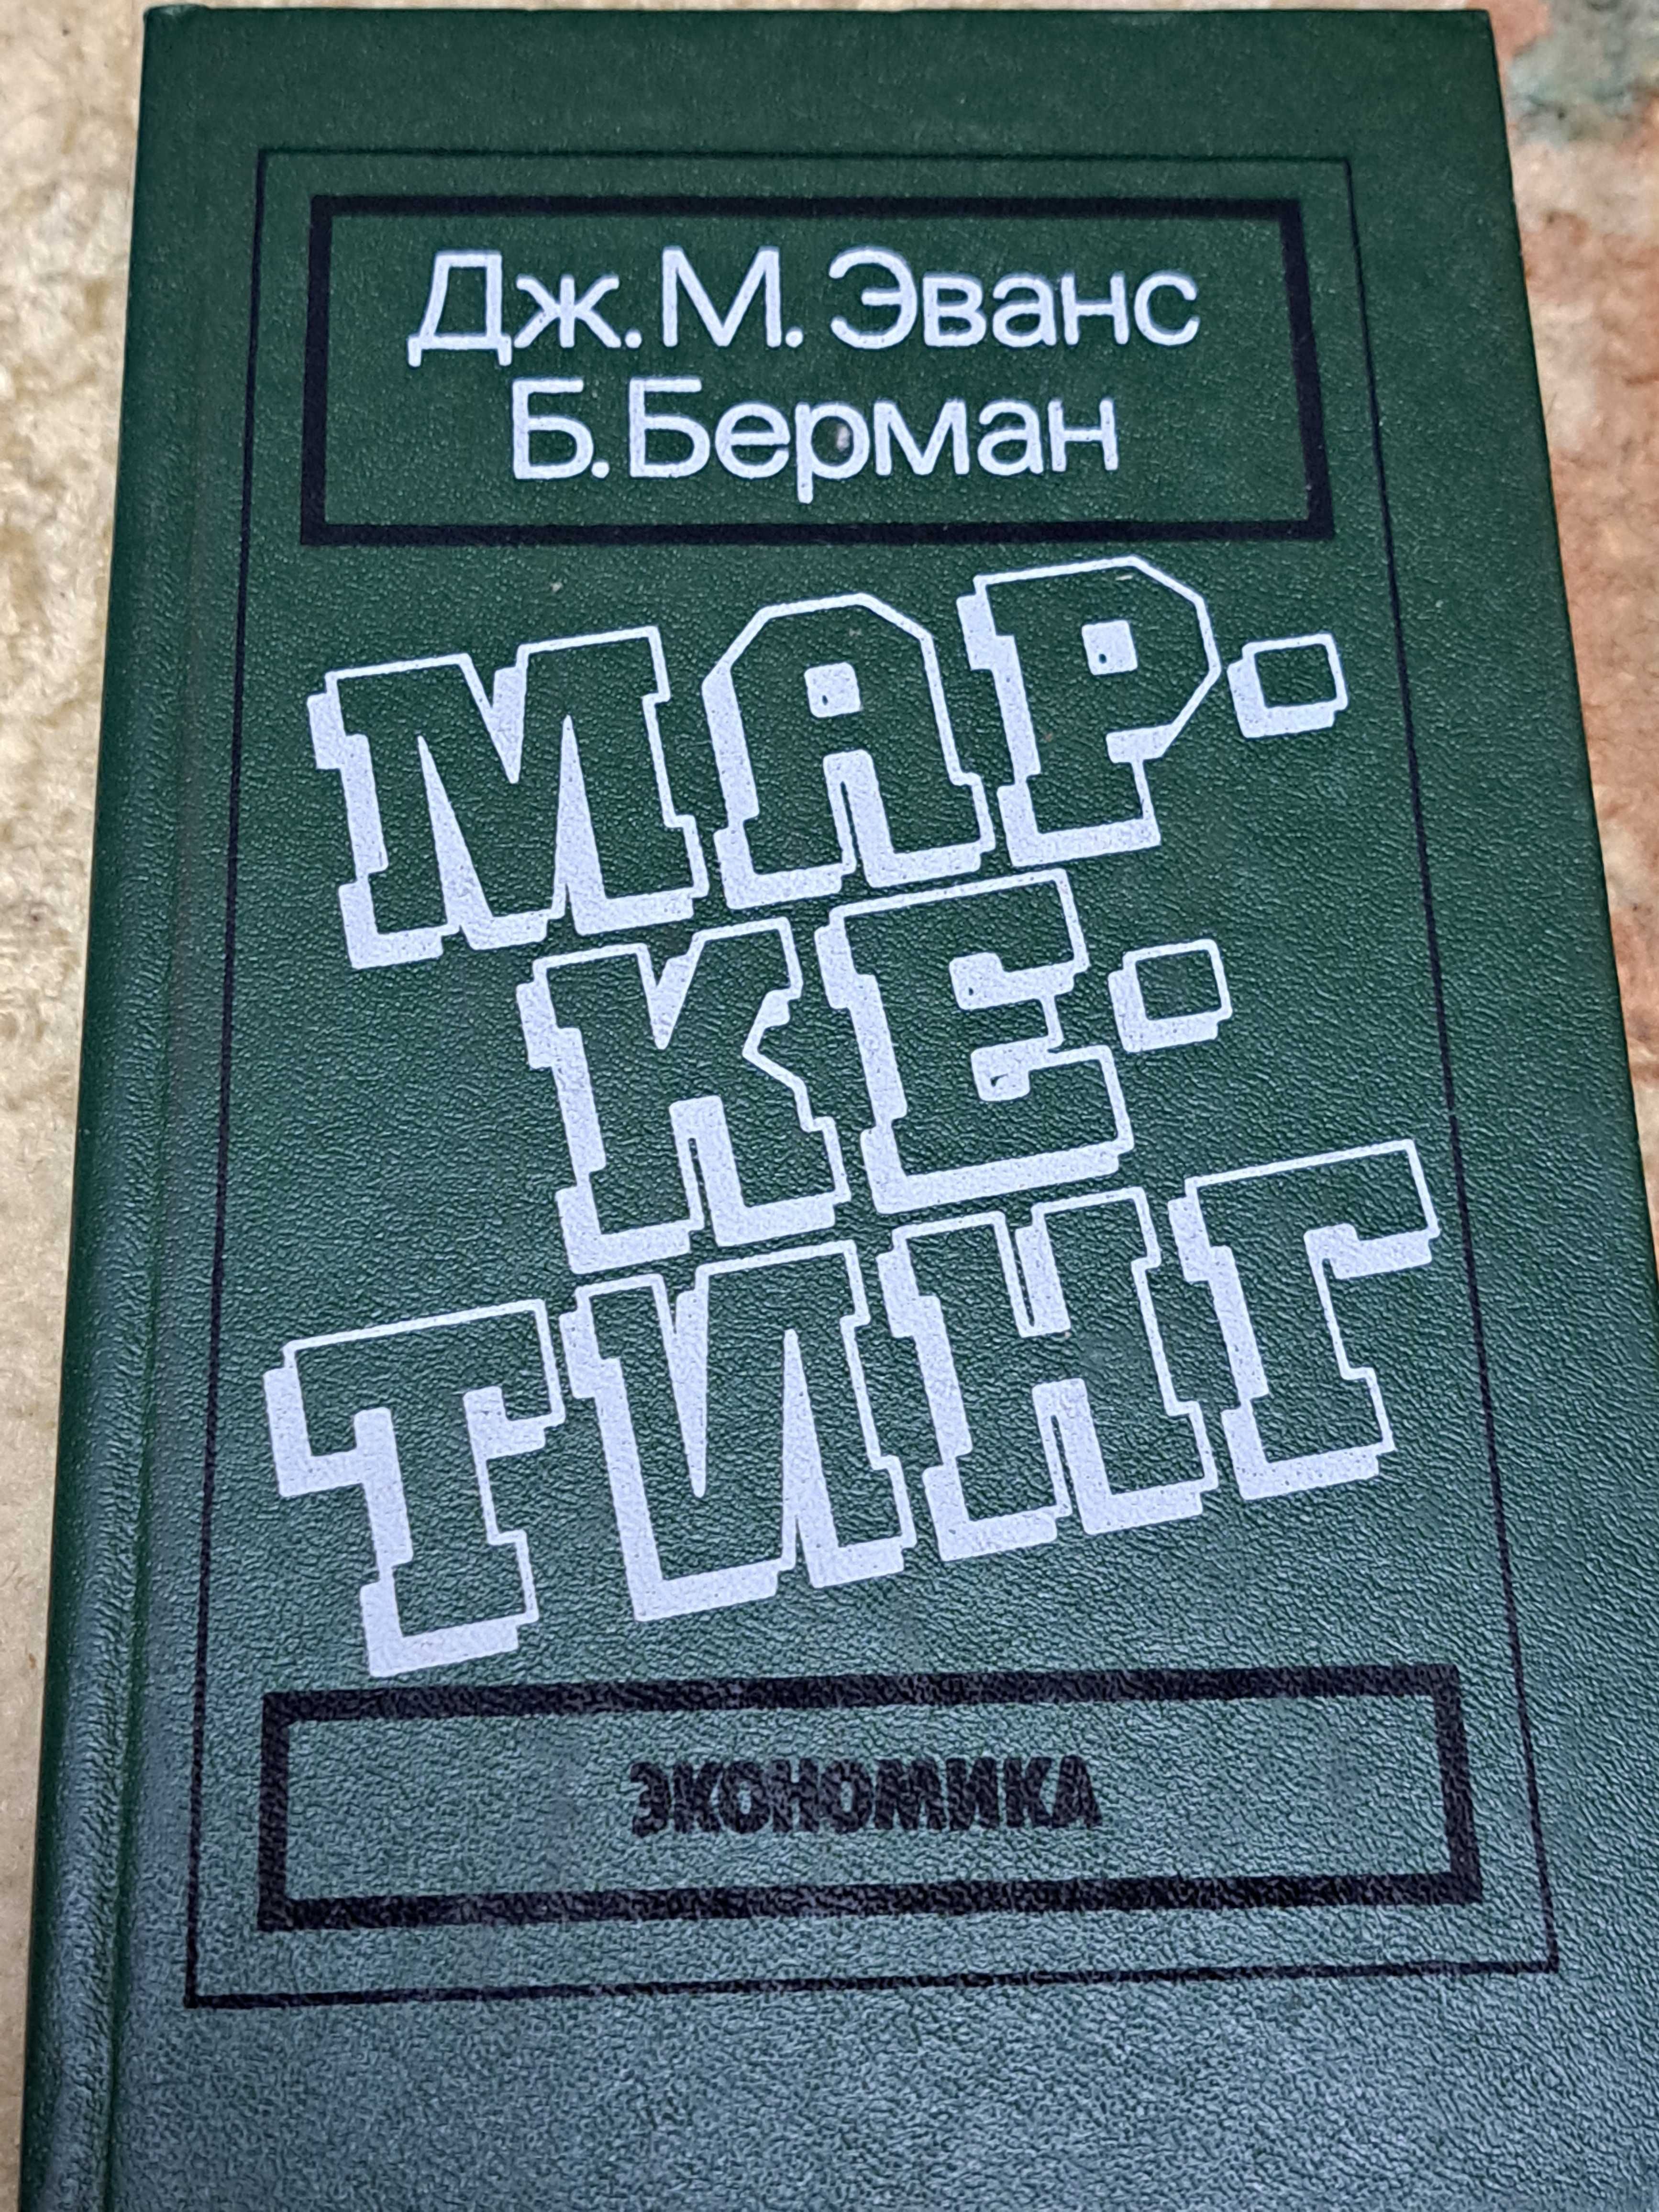 Дж. М. Эванс
Б. Берман
МАР-
КЕ-
ТИНГ
ЭКОНОМИКА